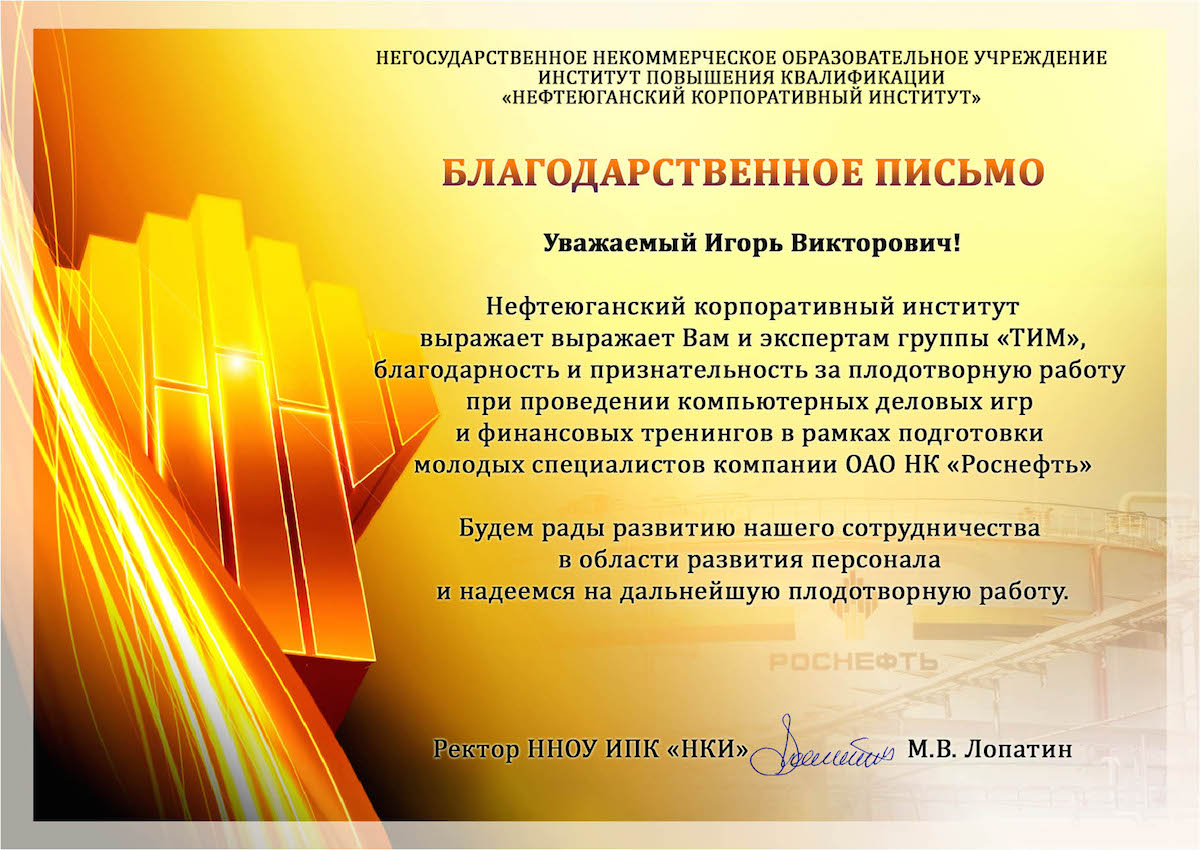 НЕГОСУДАРСТВЕННОЕ НЕКОММЕРЧЕСКОЕ ОБРАЗОВАТЕЛЬНОЕ УЧРЕЖДЕНИЕ
ИНСТИТУТ ПОВЫШЕНИЯ КВАЛИФИКАЦИИ
«НЕФТЕЮГАНСКИЙ КОРПОРАТИВНЫЙ ИНСТИТУТ»
БЛАГОДАРСТВЕННОЕ ПИСЬМО
Уважаемый Игорь Викторович!
Нефтеюганский корпоративный институт
выражает выражает Вам и экспертам группы «ТИМ»,
благодарность и признательность за плодотворную работу
при проведении компьютерных деловых игр
и финансовых тренингов в рамках подготовки
молодых специалистов компании ОАО НК «Роснефть»
Будем рады развитию нашего сотрудничества
в области развития персонала
и надеемся на дальнейшую плодотворную работу.
РОСНЕФТЬ
Ректор ННОУ ИПК «НКИ» М.В. Лопатин